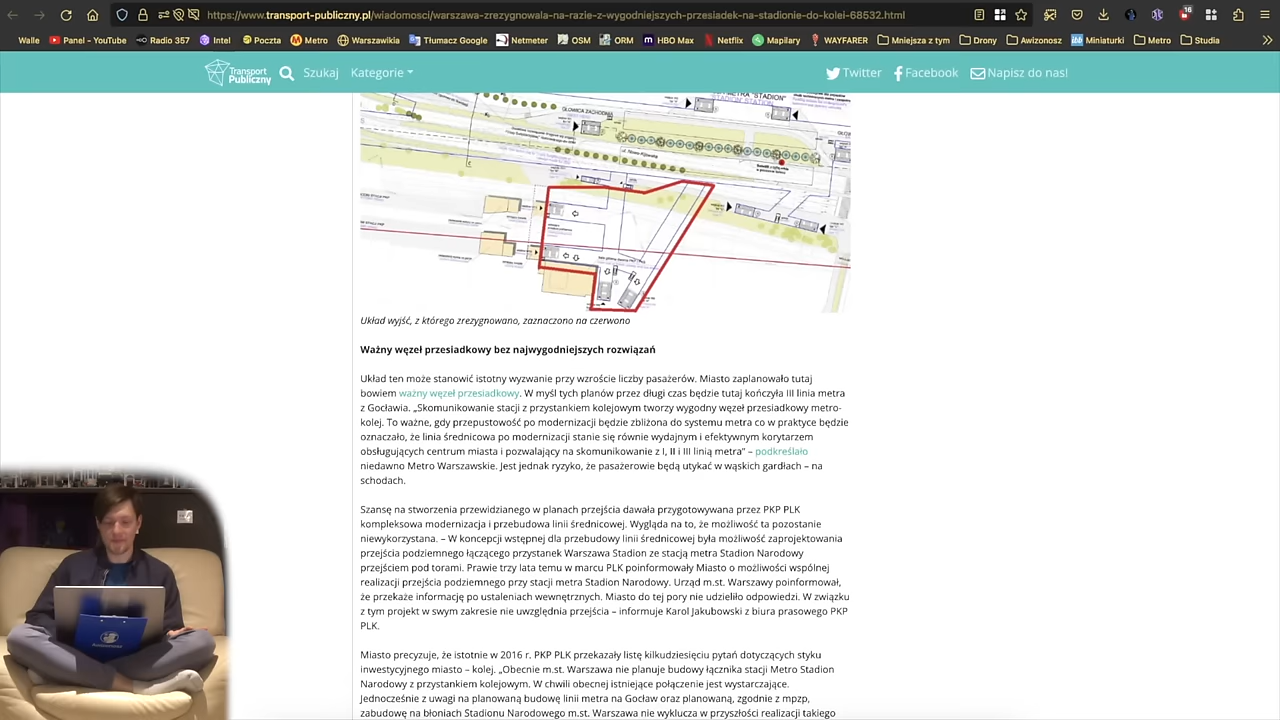 https://www.transport-publiczny.pl/wiadomosci/warszawa-zrezygnowala-na-razie-z-wygodniejszych-przesiadek-na-stadionie-do-kolei-68532.html
16
Walle Panel - YouTube Radio 357 Intel Poczta Metro Warszawikia Tłumacz Google Netmeter OSM ORM HBO Max Netflix Mapilary WAYFARER Mniejsza z tym Drony Awizonosz Miniaturki Metro Studia
Transport Publiczny Szukaj Kategorie Twitter Facebook Napisz do nas!
GŁOWICA ZACHODNIA
"STADION"
Układ wyjść, z którego zrezygnowano, zaznaczono na czerwono
Ważny węzeł przesiadkowy bez najwygodniejszych rozwiązań
Układ ten może stanowić istotny wyzwanie przy wzroście liczby pasażerów. Miasto zaplanowało tutaj
bowiem ważny węzeł przesiadkowy. W myśl tych planów przez długi czas będzie tutaj kończyła III linia metra
z Gocławia. „Skomunikowanie stacji z przystankiem kolejowym tworzy wygodny węzeł przesiadkowy metro-
kolej. To ważne, gdy przepustowość po modernizacji będzie zbliżona do systemu metra co w praktyce będzie
oznaczało, że linia średnicowa po modernizacji stanie się równie wydajnym i efektywnym korytarzem
obsługujących centrum miasta i pozwalający na skomunikowanie z I, II i III linią metra” – podkreślało
niedawno Metro Warszawskie. Jest jednak ryzyko, że pasażerowie będą utykać w wąskich gardłach – na
schodach.
Szansę na stworzenia przewidzianego w planach przejścia dawała przygotowywana przez PKP PLK
kompleksowa modernizacja i przebudowa linii średnicowej. Wygląda na to, że możliwość ta pozostanie
niewykorzystana. – W koncepcji wstępnej dla przebudowy linii średnicowej była możliwość zaprojektowania
przejścia podziemnego łączącego przystanek Warszawa Stadion ze stacją metra Stadion Narodowy
przejściem pod torami. Prawie trzy lata temu w marcu PLK poinformowały Miasto o możliwości wspólnej
realizacji przejścia podziemnego przy stacji metra Stadion Narodowy. Urząd m.st. Warszawy poinformował,
że przekaże informację po ustaleniach wewnętrznych. Miasto do tej pory nie udzieliło odpowiedzi. W związku
z tym projekt w swym zakresie nie uwzględnia przejścia – informuje Karol Jakubowski z biura prasowego PKP
PLK.
Miasto precyzuje, że istotnie w 2016 r. PKP PLK przekazały listę kilkudziesięciu pytań dotyczących styku
inwestycyjnego miasto – kolej. „Obecnie m.st. Warszawa nie planuje budowy łącznika stacji Metro Stadion
Narodowy z przystankiem kolejowym. W chwili obecnej istniejące połączenie jest wystarczające.
Jednocześnie z uwagi na planowaną budowę linii metra na Gocław oraz planowaną, zgodnie z mpzp,
zabudowę na błoniach Stadionu Narodowego m.st. Warszawa nie wyklucza w przyszłości realizacji takiego